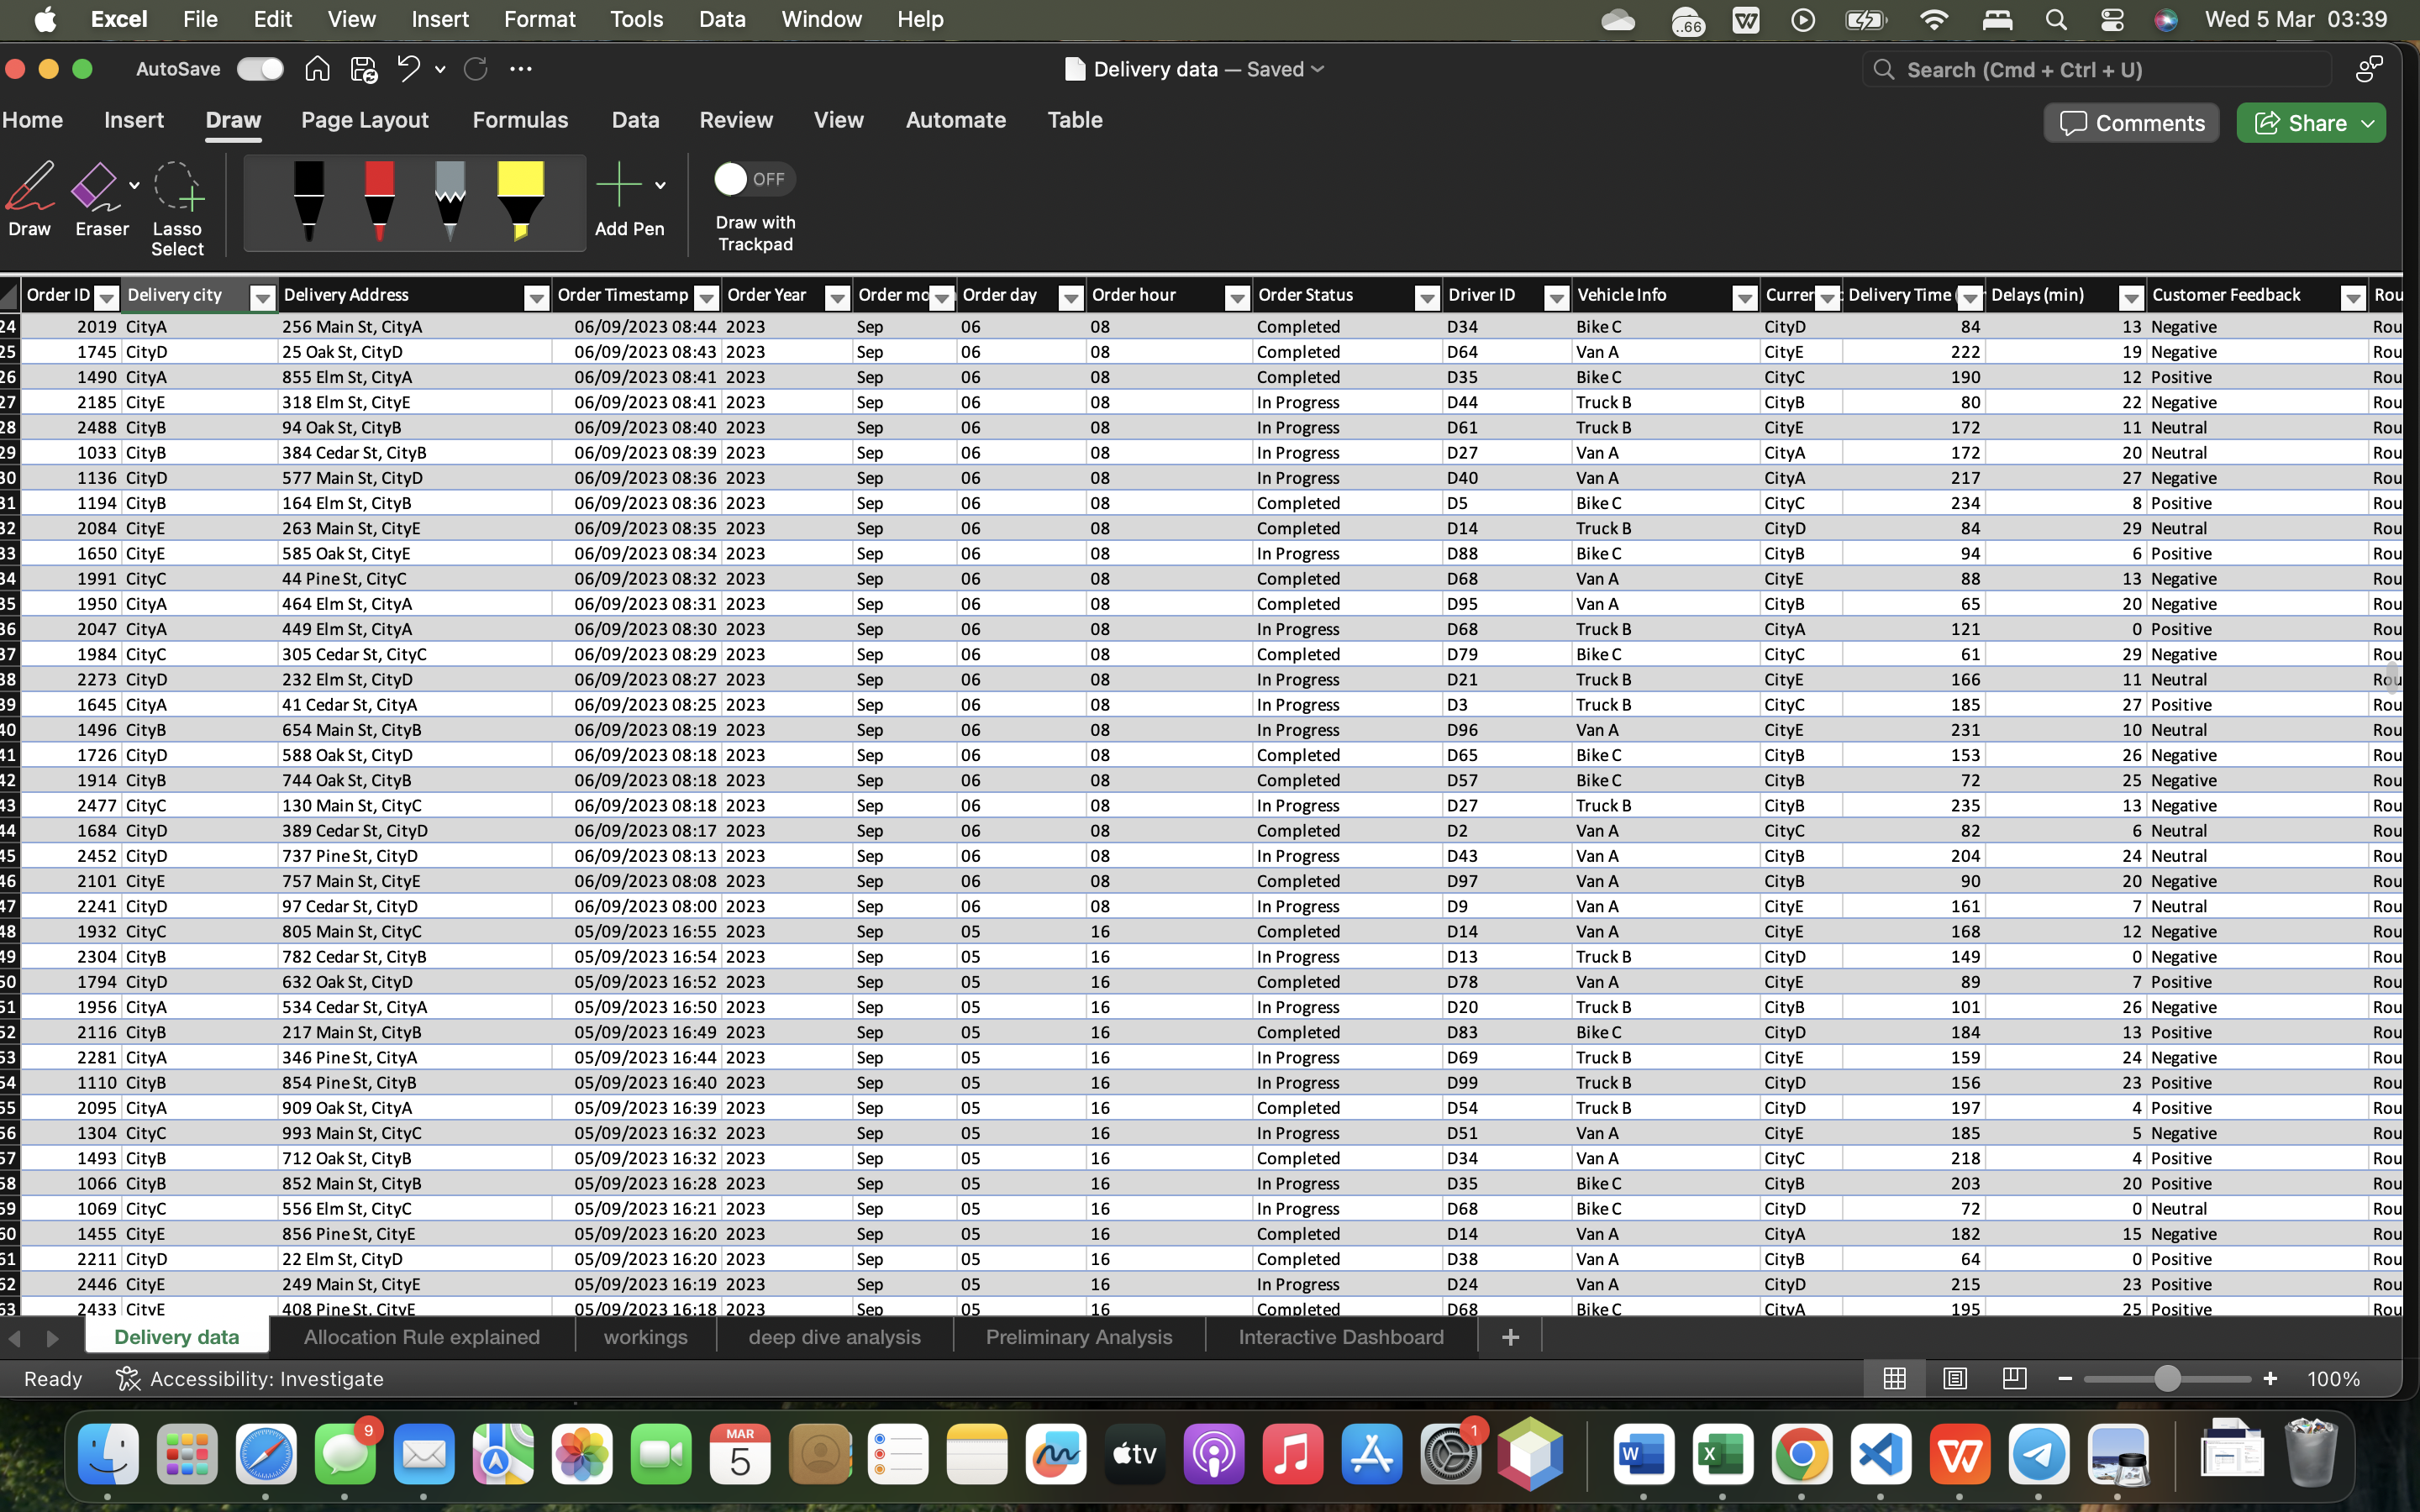 Excel File Edit View Insert Format Tools Data Window Help ..66 Wed 5 Mar 03:39
AutoSave Delivery data — Saved Search (Cmd + Ctrl + U)
Home Insert Draw Page Layout Formulas Data Review View Automate Table Comments Share
Draw Eraser Lasso Select Add Pen OFF Draw with Trackpad
Order ID Delivery city Delivery Address Order Timestamp Order Year Order mo Order day Order hour Order Status Driver ID Vehicle Info Curren Delivery Time ( Delays (min) Customer Feedback Rou
24 2019 CityA 256 Main St, CityA 06/09/2023 08:44 2023 Sep 06 08 Completed D34 Bike C CityD 84 13 Negative Rou
25 1745 CityD 25 Oak St, CityD 06/09/2023 08:43 2023 Sep 06 08 Completed D64 Van A CityE 222 19 Negative Rou
26 1490 CityA 855 Elm St, CityA 06/09/2023 08:41 2023 Sep 06 08 Completed D35 Bike C CityC 190 12 Positive Rou
27 2185 CityE 318 Elm St, CityE 06/09/2023 08:41 2023 Sep 06 08 In Progress D44 Truck B CityB 80 22 Negative Rou
28 2488 CityB 94 Oak St, CityB 06/09/2023 08:40 2023 Sep 06 08 In Progress D61 Truck B CityE 172 11 Neutral Rou
29 1033 CityB 384 Cedar St, CityB 06/09/2023 08:39 2023 Sep 06 08 In Progress D27 Van A CityA 172 20 Neutral Rou
30 1136 CityD 577 Main St, CityD 06/09/2023 08:36 2023 Sep 06 08 In Progress D40 Van A CityA 217 27 Negative Rou
31 1194 CityB 164 Elm St, CityB 06/09/2023 08:36 2023 Sep 06 08 Completed D5 Bike C CityC 234 8 Positive Rou
32 2084 CityE 263 Main St, CityE 06/09/2023 08:35 2023 Sep 06 08 Completed D14 Truck B CityD 84 29 Neutral Rou
33 1650 CityE 585 Oak St, CityE 06/09/2023 08:34 2023 Sep 06 08 In Progress D88 Bike C CityB 94 6 Positive Rou
34 1991 CityC 44 Pine St, CityC 06/09/2023 08:32 2023 Sep 06 08 Completed D68 Van A CityE 88 13 Negative Rou
35 1950 CityA 464 Elm St, CityA 06/09/2023 08:31 2023 Sep 06 08 Completed D95 Van A CityB 65 20 Negative Rou
36 2047 CityA 449 Elm St, CityA 06/09/2023 08:30 2023 Sep 06 08 In Progress D68 Truck B CityA 121 0 Positive Rou
37 1984 CityC 305 Cedar St, CityC 06/09/2023 08:29 2023 Sep 06 08 Completed D79 Bike C CityC 61 29 Negative Rou
38 2273 CityD 232 Elm St, CityD 06/09/2023 08:27 2023 Sep 06 08 In Progress D21 Truck B CityE 166 11 Neutral Rou
39 1645 CityA 41 Cedar St, CityA 06/09/2023 08:25 2023 Sep 06 08 In Progress D3 Truck B CityC 185 27 Positive Rou
40 1496 CityB 654 Main St, CityB 06/09/2023 08:19 2023 Sep 06 08 In Progress D96 Van A CityE 231 10 Neutral Rou
41 1726 CityD 588 Oak St, CityD 06/09/2023 08:18 2023 Sep 06 08 Completed D65 Bike C CityB 153 26 Negative Rou
42 1914 CityB 744 Oak St, CityB 06/09/2023 08:18 2023 Sep 06 08 Completed D57 Bike C CityB 72 25 Negative Rou
43 2477 CityC 130 Main St, CityC 06/09/2023 08:18 2023 Sep 06 08 In Progress D27 Truck B CityB 235 13 Negative Rou
44 1684 CityD 389 Cedar St, CityD 06/09/2023 08:17 2023 Sep 06 08 Completed D2 Van A CityC 82 6 Neutral Rou
45 2452 CityD 737 Pine St, CityD 06/09/2023 08:13 2023 Sep 06 08 In Progress D43 Van A CityB 204 24 Neutral Rou
46 2101 CityE 757 Main St, CityE 06/09/2023 08:08 2023 Sep 06 08 Completed D97 Van A CityB 90 20 Negative Rou
47 2241 CityD 97 Cedar St, CityD 06/09/2023 08:00 2023 Sep 06 08 In Progress D9 Van A CityE 161 7 Neutral Rou
48 1932 CityC 805 Main St, CityC 05/09/2023 16:55 2023 Sep 05 16 Completed D14 Van A CityE 168 12 Negative Rou
49 2304 CityB 782 Cedar St, CityB 05/09/2023 16:54 2023 Sep 05 16 In Progress D13 Truck B CityD 149 0 Negative Rou
50 1794 CityD 632 Oak St, CityD 05/09/2023 16:52 2023 Sep 05 16 Completed D78 Van A CityE 89 7 Positive Rou
51 1956 CityA 534 Cedar St, CityA 05/09/2023 16:50 2023 Sep 05 16 In Progress D20 Truck B CityB 101 26 Negative Rou
52 2116 CityB 217 Main St, CityB 05/09/2023 16:49 2023 Sep 05 16 Completed D83 Bike C CityD 184 13 Positive Rou
53 2281 CityA 346 Pine St, CityA 05/09/2023 16:44 2023 Sep 05 16 In Progress D69 Truck B CityE 159 24 Negative Rou
54 1110 CityB 854 Pine St, CityB 05/09/2023 16:40 2023 Sep 05 16 In Progress D99 Truck B CityD 156 23 Positive Rou
55 2095 CityA 909 Oak St, CityA 05/09/2023 16:39 2023 Sep 05 16 Completed D54 Truck B CityD 197 4 Positive Rou
56 1304 CityC 993 Main St, CityC 05/09/2023 16:32 2023 Sep 05 16 In Progress D51 Van A CityE 185 5 Negative Rou
57 1493 CityB 712 Oak St, CityB 05/09/2023 16:32 2023 Sep 05 16 Completed D34 Van A CityC 218 4 Positive Rou
58 1066 CityB 852 Main St, CityB 05/09/2023 16:28 2023 Sep 05 16 In Progress D35 Bike C CityB 203 20 Positive Rou
59 1069 CityC 556 Elm St, CityC 05/09/2023 16:21 2023 Sep 05 16 In Progress D68 Bike C CityD 72 0 Neutral Rou
60 1455 CityE 856 Pine St, CityE 05/09/2023 16:20 2023 Sep 05 16 Completed D14 Van A CityA 182 15 Negative Rou
61 2211 CityD 22 Elm St, CityD 05/09/2023 16:20 2023 Sep 05 16 Completed D38 Van A CityB 64 0 Positive Rou
62 2446 CityE 249 Main St, CityE 05/09/2023 16:19 2023 Sep 05 16 In Progress D24 Van A CityD 215 23 Positive Rou
63 2433 CityE 408 Pine St, CityE 05/09/2023 16:18 2023 Sep 05 16 Completed D68 Bike C CityA 195 25 Positive Rou
Delivery data Allocation Rule explained workings deep dive analysis Preliminary Analysis Interactive Dashboard
Ready Accessibility: Investigate 100%
9 MAR 5 tv 1 W X